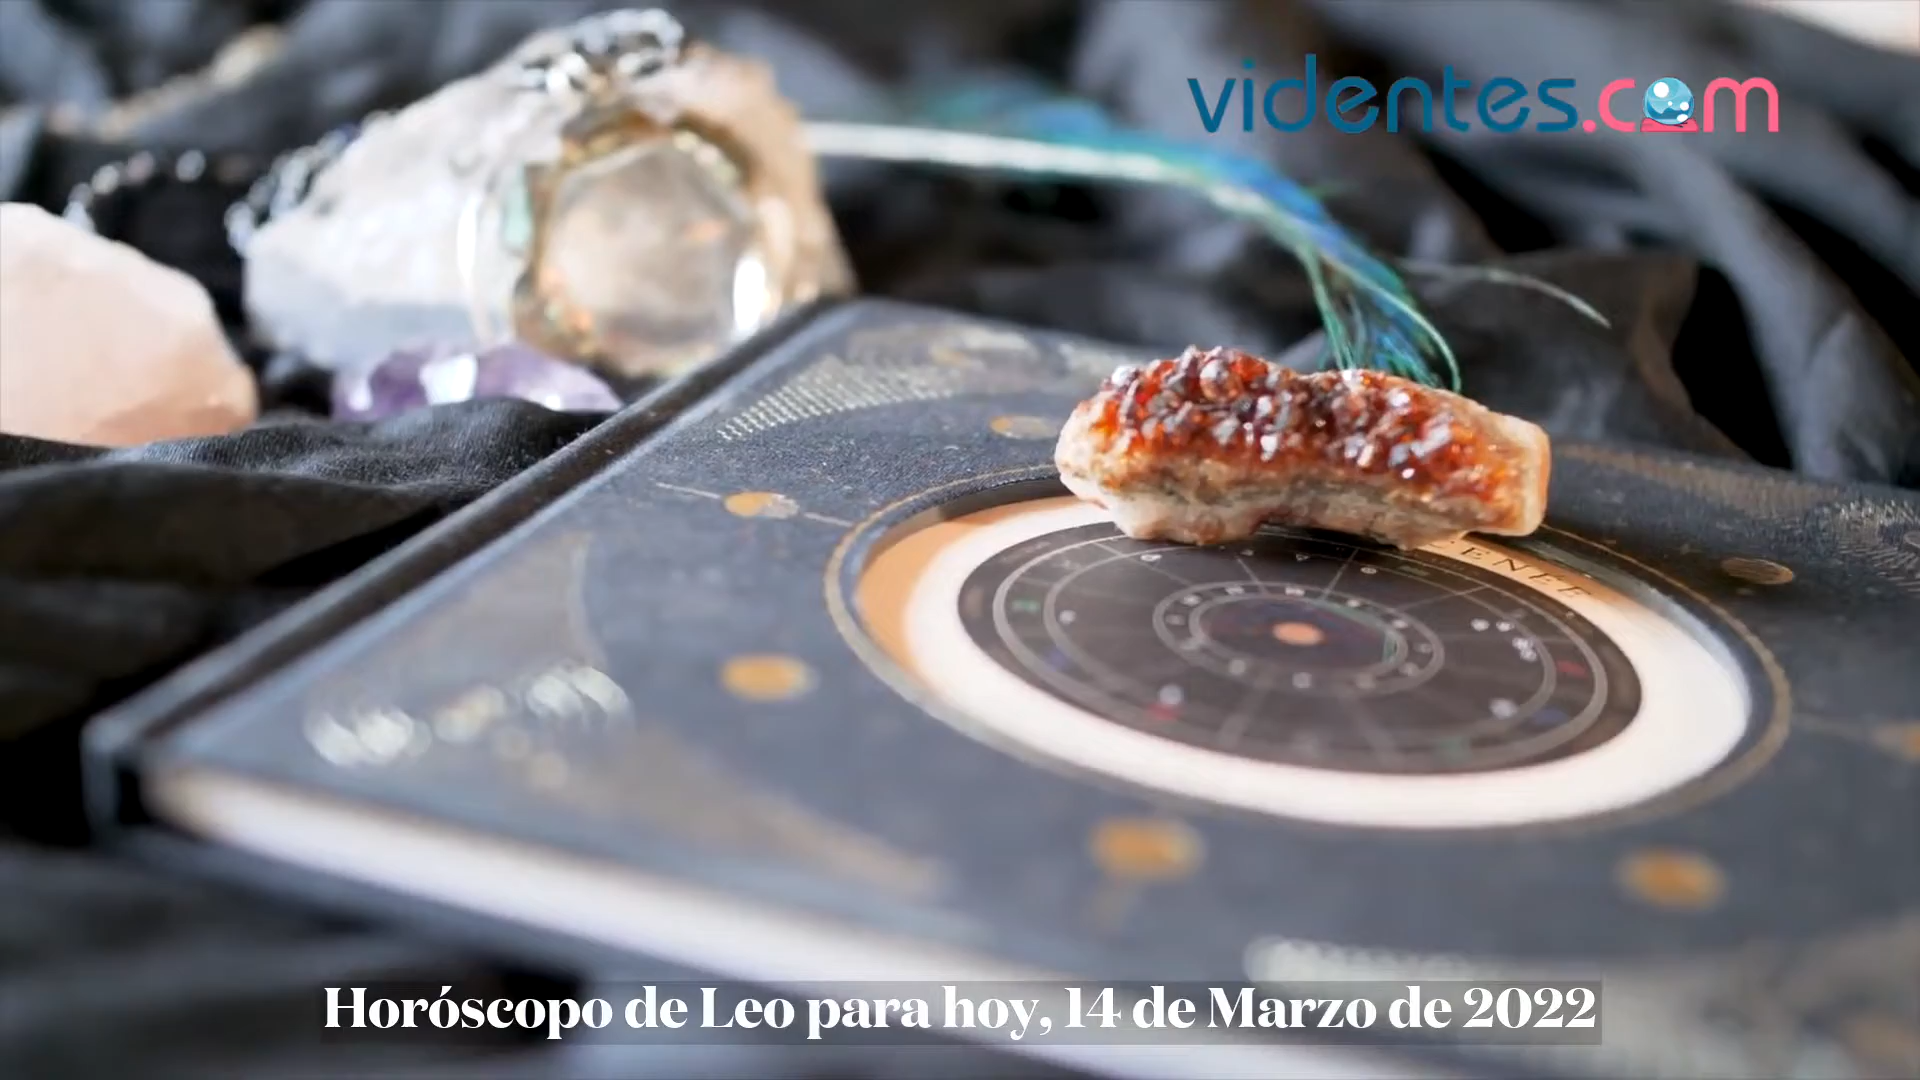 videntes.com
Horóscopo de Leo para hoy, 14 de Marzo de 2022